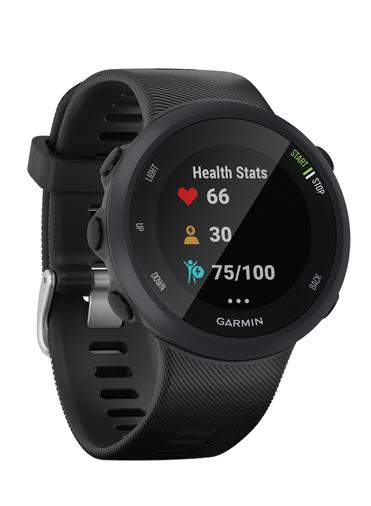 LIGHT
START
STOP
Health Stats
66
UP
30
DOWN
75/100
BACK
GARMIN